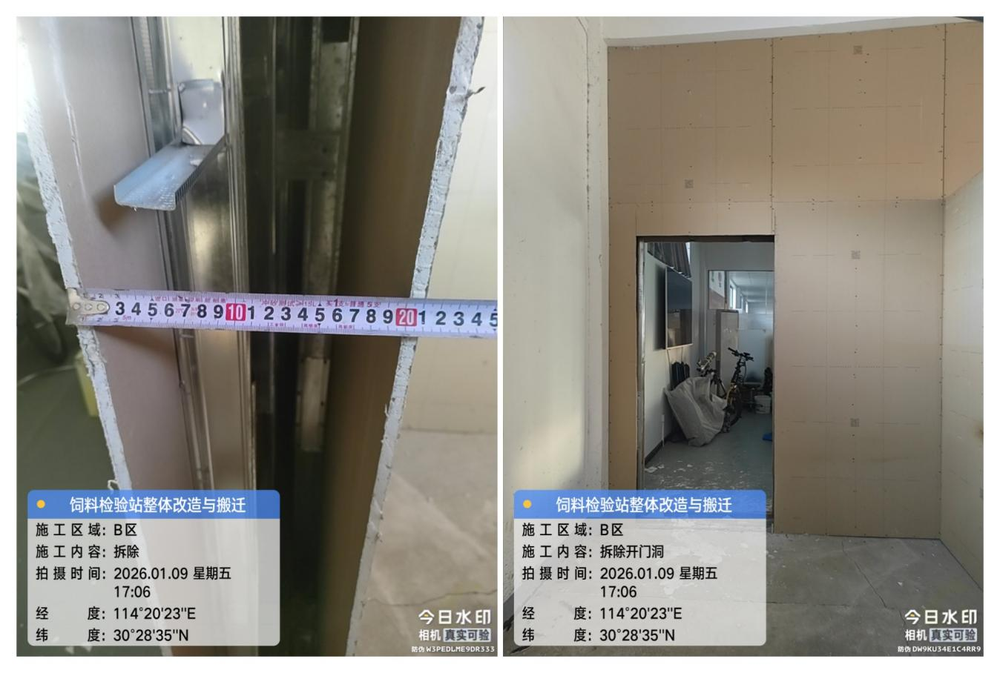 3 4 5 6 7 8 9 10 1 2 3 4 5 6 7 8 9 20 1 2 3 4 5
5m
饲料检验站整体改造与搬迁
施工区域：B区
施工内容：拆除
拍摄时间：2026.01.09 星期五
17:06
经度：114°20'23"E
纬度：30°28'35"N
今日水印
相机 真实可验
防伪 W3PEDLME9DR333
饲料检验站整体改造与搬迁
施工区域：B区
施工内容：拆除开门洞
拍摄时间：2026.01.09 星期五
17:06
经度：114°20'23"E
纬度：30°28'35"N
今日水印
相机 真实可验
防伪 DW9KU34E1C4RR9